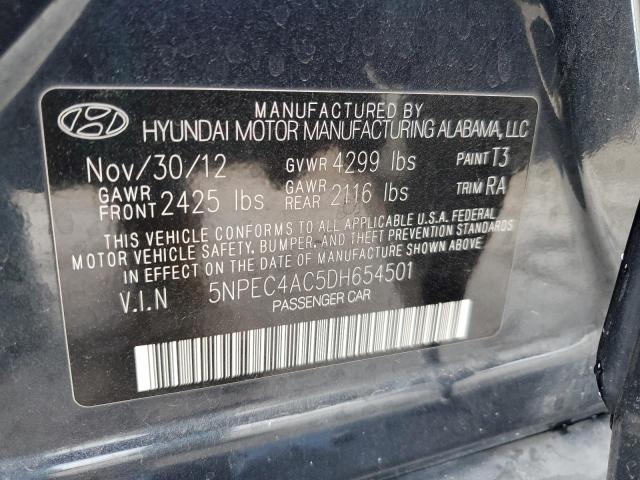 MANUFACTURED BY
HYUNDAI MOTOR MANUFACTURING ALABAMA, LLC
Nov/30/12 GVWR 4299 lbs PAINT T3
GAWR FRONT 2425 lbs GAWR REAR 2116 lbs TRIM RA
THIS VEHICLE CONFORMS TO ALL APPLICABLE U.S.A. FEDERAL
MOTOR VEHICLE SAFETY, BUMPER, AND THEFT PREVENTION STANDARDS
IN EFFECT ON THE DATE OF MANUFACTURE SHOWN ABOVE.
V.I.N 5NPEC4AC5DH654501
PASSENGER CAR